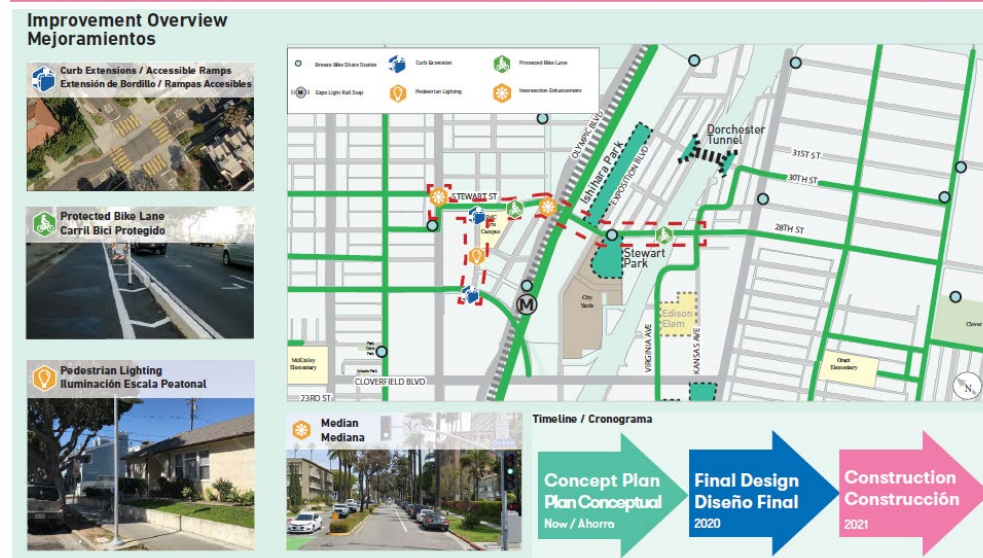 Improvement Overview
Mejoramientos
Curb Extensions / Accessible Ramps
Extensión de Bordillo / Rampas Accesibles
Protected Bike Lane
Carril Bici Protegido
Pedestrian Lighting
Iluminación Escala Peatonal
Breeze Bike Share Station
Curb Extension
Protected Bike Lane
M
Expo Light Rail Stop
Pedestrian Lighting
Intersection Enhancement
OLYMPIC BLVD
Ishihara Park
EXPOSITION BLVD
Dorchester
Tunnel
31ST ST
30TH ST
28TH ST
STEWART ST
Campus
Stewart
Park
M
City
Yards
Edison
Elem
VIRGINIA AVE
KANSAS AVE
McKinley
Elementary
CLOVERFIELD BLVD
23RD ST
Grant
Elementary
Clover
N
Median
Mediana
Timeline / Cronograma
Concept Plan
Plan Conceptual
Now / Ahorra
Final Design
Diseño Final
2020
Construction
Construcción
2021